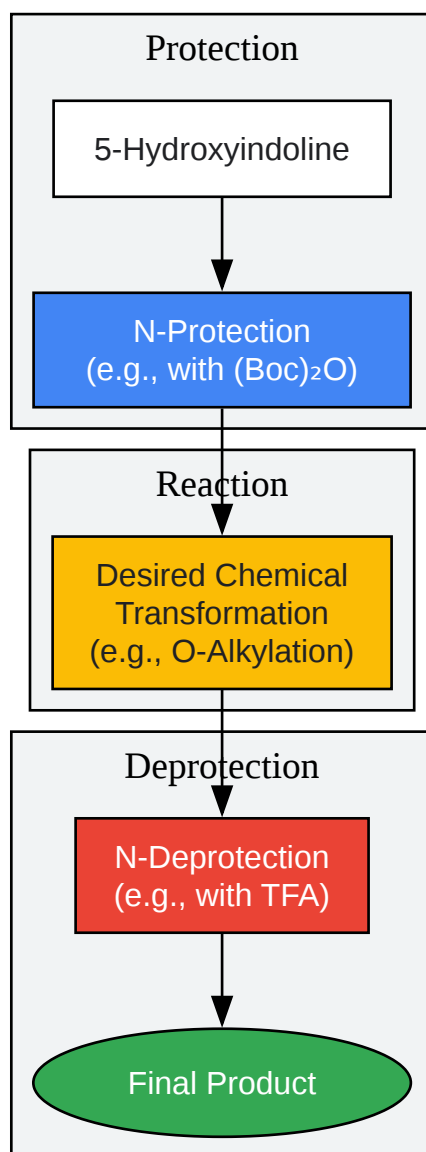 Protection
5-Hydroxyindoline
N-Protection
(e.g., with (Boc)₂O)
Reaction
Desired Chemical
Transformation
(e.g., O-Alkylation)
Deprotection
N-Deprotection
(e.g., with TFA)
Final Product